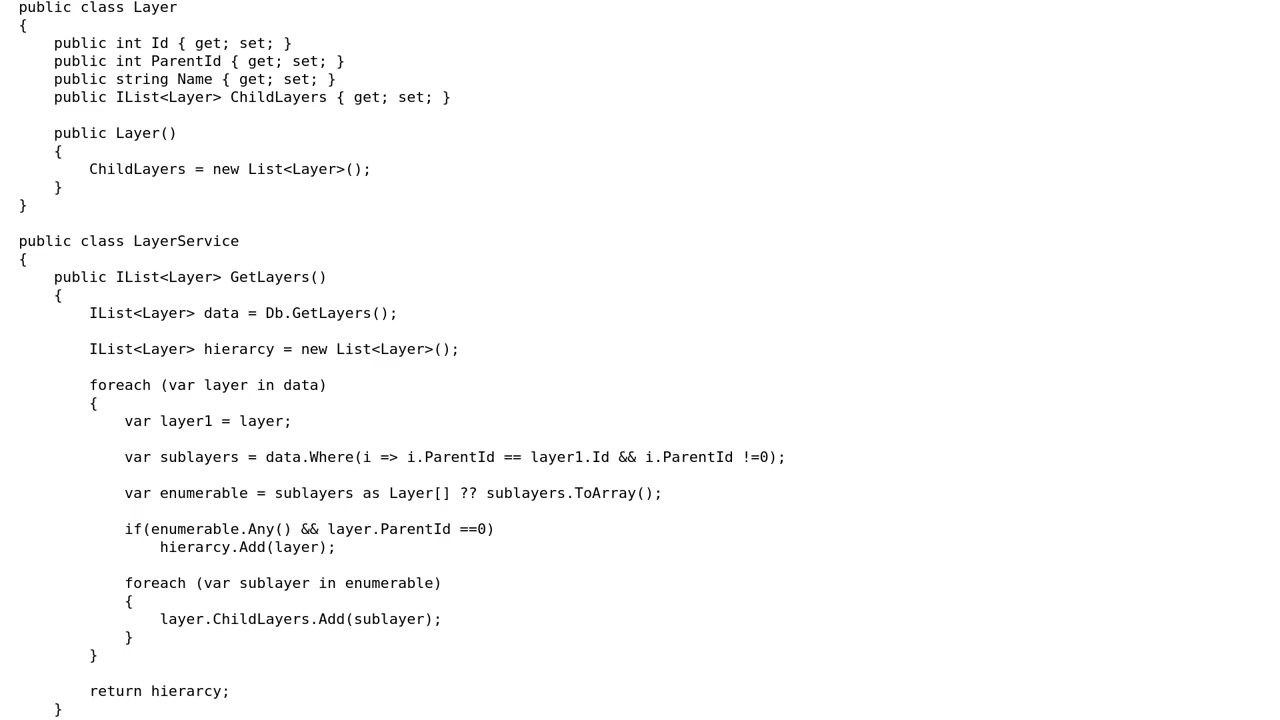 public class Layer
{
    public int Id { get; set; }
    public int ParentId { get; set; }
    public string Name { get; set; }
    public IList<Layer> ChildLayers { get; set; }

    public Layer()
    {
        ChildLayers = new List<Layer>();
    }
}

public class LayerService
{
    public IList<Layer> GetLayers()
    {
        IList<Layer> data = Db.GetLayers();

        IList<Layer> hierarcy = new List<Layer>();

        foreach (var layer in data)
        {
            var layer1 = layer;

            var sublayers = data.Where(i => i.ParentId == layer1.Id && i.ParentId !=0);

            var enumerable = sublayers as Layer[] ?? sublayers.ToArray();

            if(enumerable.Any() && layer.ParentId ==0)
                hierarcy.Add(layer);

            foreach (var sublayer in enumerable)
            {
                layer.ChildLayers.Add(sublayer);
            }
        }

        return hierarcy;
    }